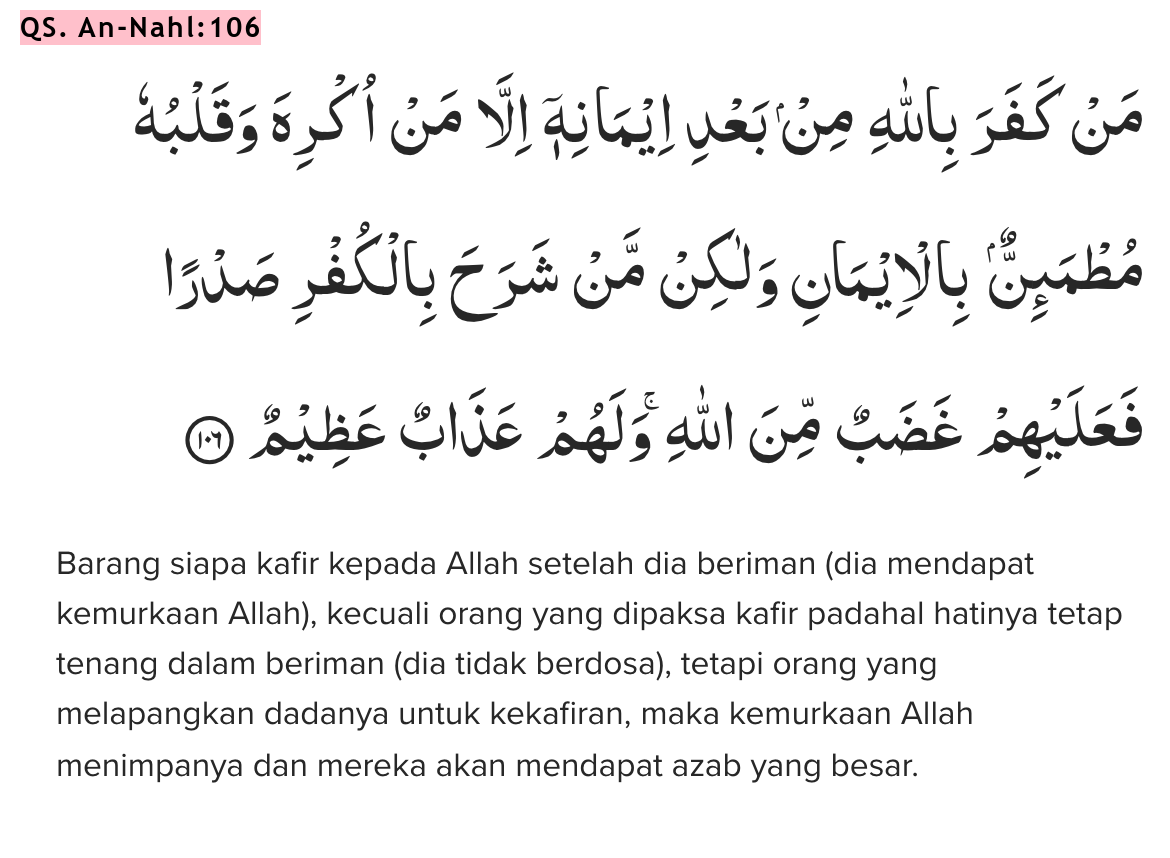 QS. An-Nahl:106
مَنْ كَفَرَ بِاللّٰهِ مِنْۢ بَعْدِ اِيْمَانِهٖٓ اِلَّا مَنْ اُكْرِهَ وَقَلْبُهٗ
مُطْمَىِٕنٌّۢ بِالْاِيْمَانِ وَلٰكِنْ مَّنْ شَرَحَ بِالْكُفْرِ صَدْرًا
فَعَلَيْهِمْ غَضَبٌ مِّنَ اللّٰهِ ۚوَلَهُمْ عَذَابٌ عَظِيْمٌ ١٠٦
Barang siapa kafir kepada Allah setelah dia beriman (dia mendapat
kemurkaan Allah), kecuali orang yang dipaksa kafir padahal hatinya tetap
tenang dalam beriman (dia tidak berdosa), tetapi orang yang
melapangkan dadanya untuk kekafiran, maka kemurkaan Allah
menimpanya dan mereka akan mendapat azab yang besar.